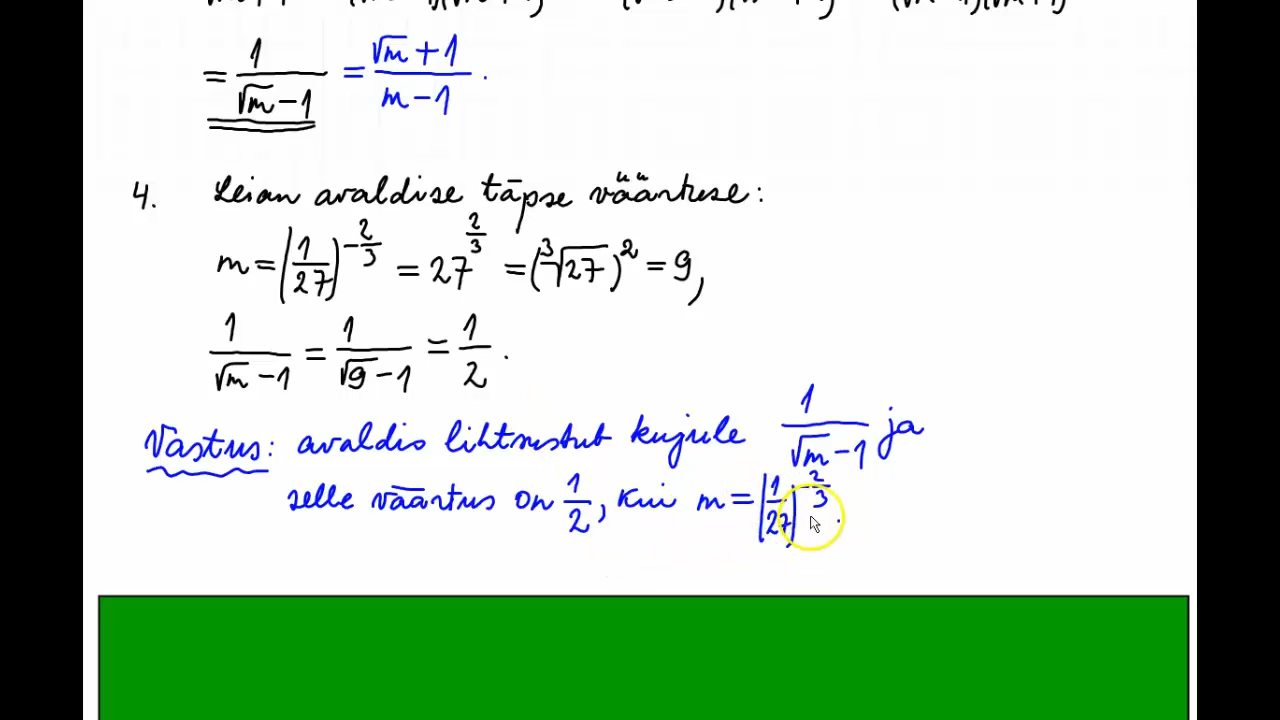 = 1/(√m − 1) = (√m + 1)/(m − 1).
4. Leian avaldise täpse väärtuse:
m = (1/27)^(−2/3) = 27^(2/3) = (∛27)² = 9,
1/(√m − 1) = 1/(√9 − 1) = 1/2.
Vastus: avaldis lihtsustub kujule 1/(√m − 1) ja
selle väärtus on 1/2, kui m = (1/27)^(−2/3).